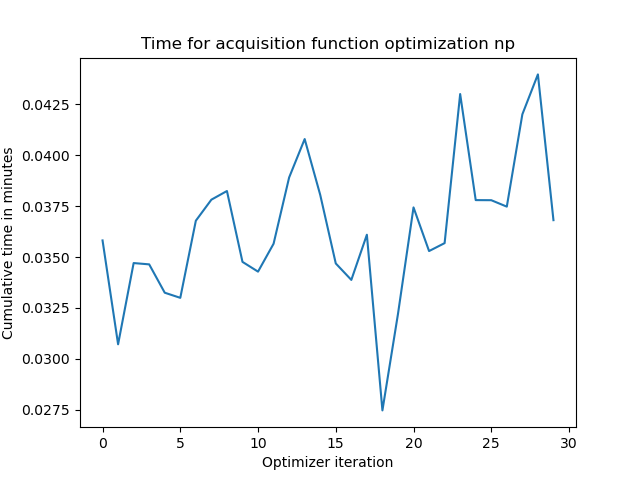 Time for acquisition function optimization np
Cumulative time in minutes
0.0425
0.0400
0.0375
0.0350
0.0325
0.0300
0.0275
0 5 10 15 20 25 30
Optimizer iteration